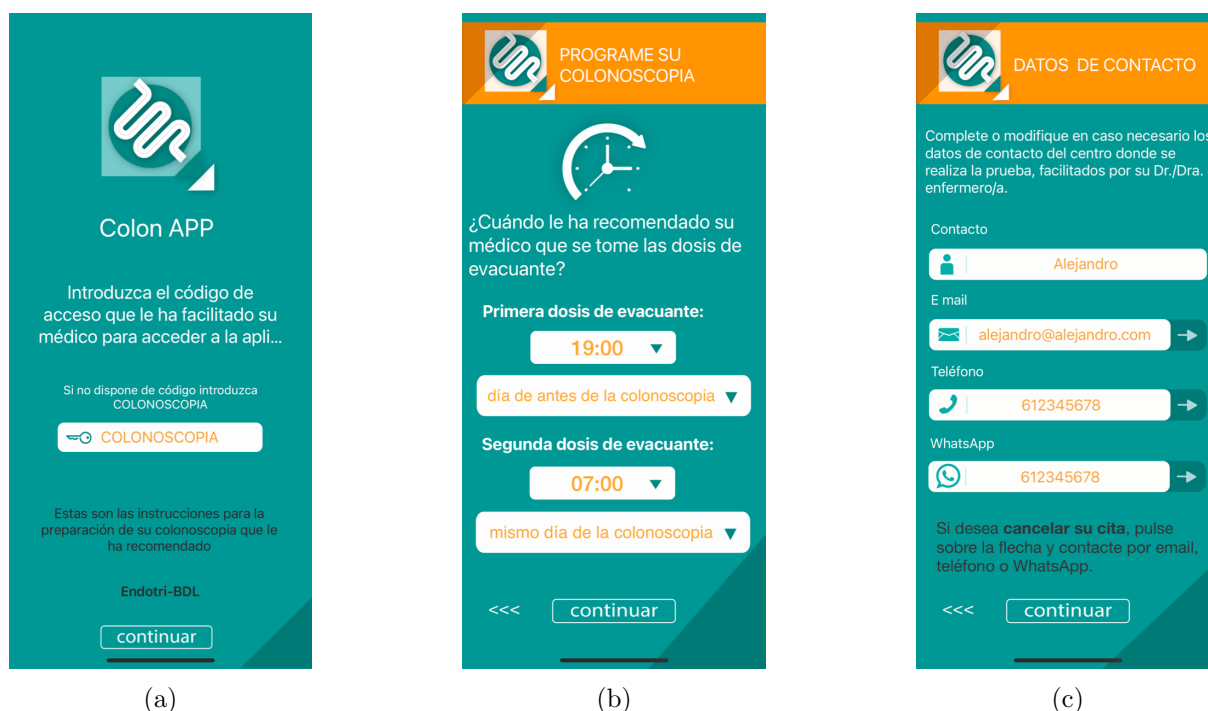 Colon APP
Introduzca el código de
acceso que le ha facilitado su
médico para acceder a la apli...
Si no dispone de código introduzca
COLONOSCOPIA
COLONOSCOPIA
Estas son las instrucciones para la
preparación de su colonoscopia que le
ha recomendado
Endotri-BDL
continuar
(a)
PROGRAME SU
COLONOSCOPIA
¿Cuándo le ha recomendado su
médico que se tome las dosis de
evacuante?
Primera dosis de evacuante:
19:00
día de antes de la colonoscopia
Segunda dosis de evacuante:
07:00
mismo día de la colonoscopia
<<< continuar
(b)
DATOS DE CONTACTO
Complete o modifique en caso necesario los
datos de contacto del centro donde se
realiza la prueba, facilitados por su Dr./Dra.
enfermero/a.
Contacto
Alejandro
E mail
alejandro@alejandro.com
Teléfono
612345678
WhatsApp
612345678
Si desea cancelar su cita, pulse
sobre la flecha y contacte por email,
teléfono o WhatsApp.
<<< continuar
(c)